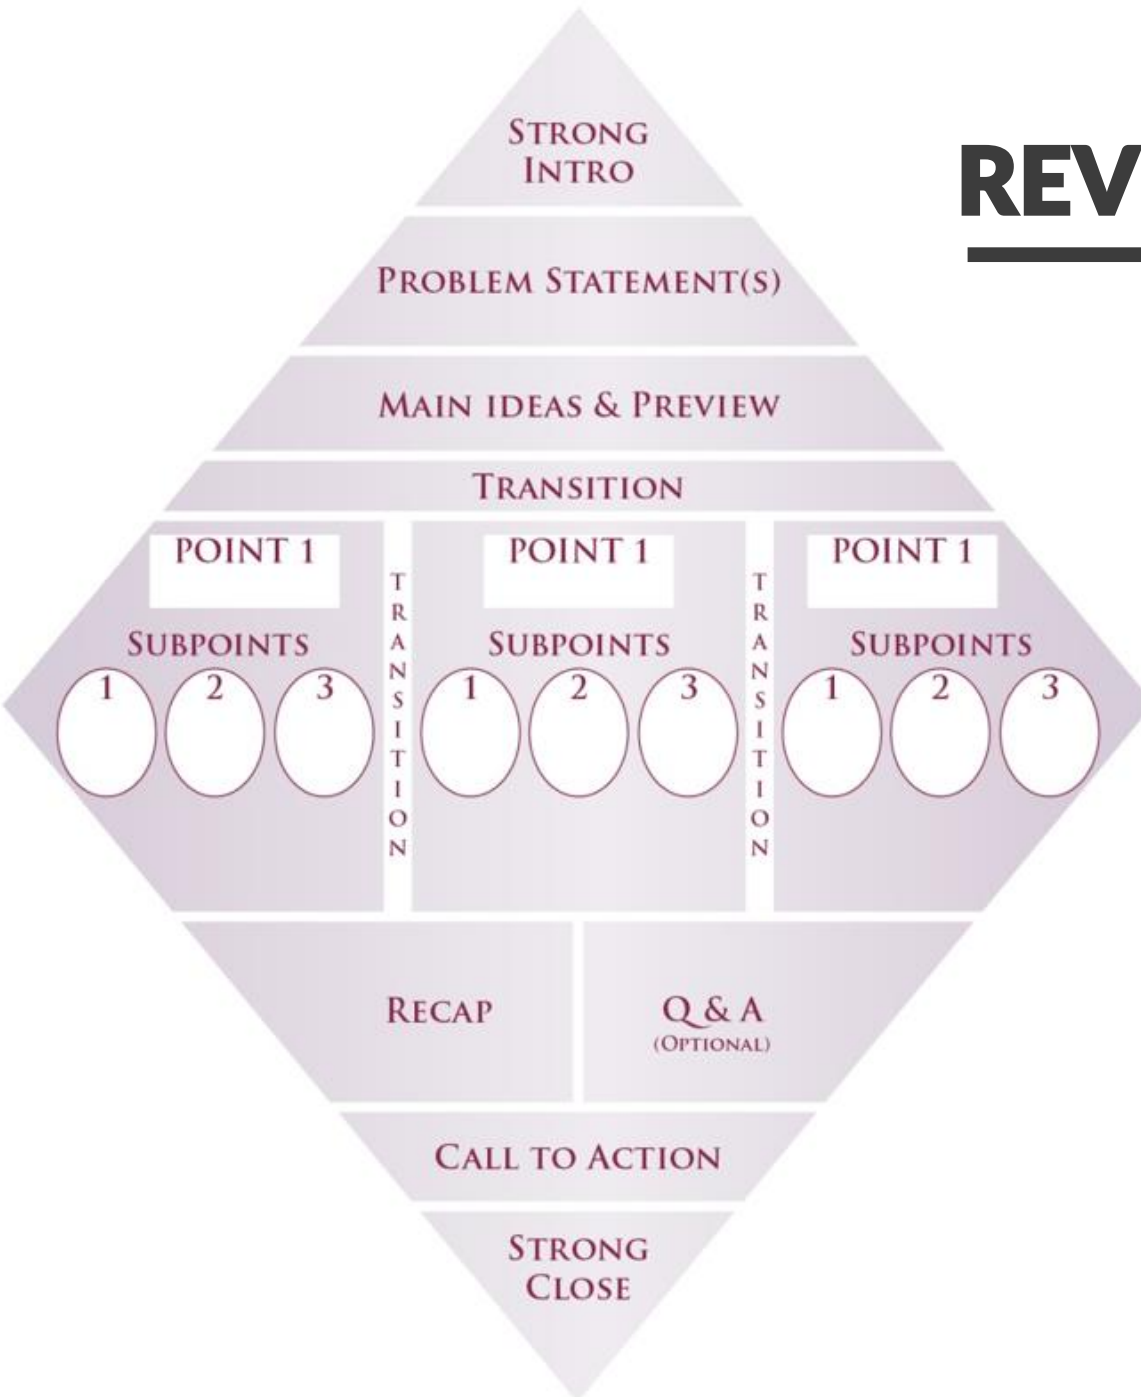 STRONG
INTRO
REV
PROBLEM STATEMENT(S)
MAIN IDEAS & PREVIEW
TRANSITION
POINT 1
SUBPOINTS
1 2 3
TRANSITION
POINT 1
SUBPOINTS
1 2 3
TRANSITION
POINT 1
SUBPOINTS
1 2 3
RECAP
Q & A
(OPTIONAL)
CALL TO ACTION
STRONG
CLOSE